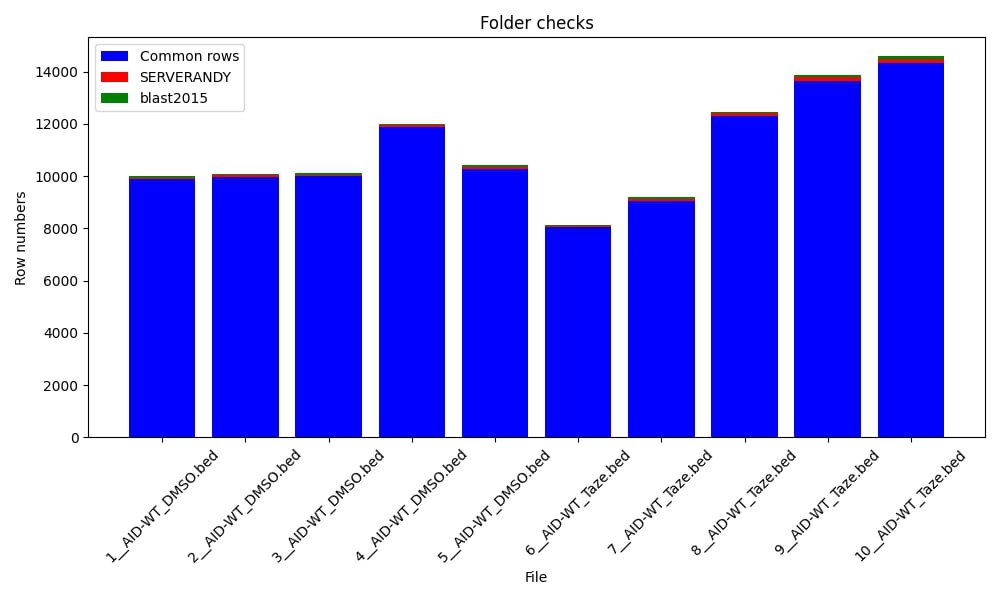 Folder checks
Common rows
SERVERANDY
blast2015
Row numbers
14000
12000
10000
8000
6000
4000
2000
0
1__AID-WT_DMSO.bed
2__AID-WT_DMSO.bed
3__AID-WT_DMSO.bed
4__AID-WT_DMSO.bed
5__AID-WT_DMSO.bed
6__AID-WT_Taze.bed
7__AID-WT_Taze.bed
8__AID-WT_Taze.bed
9__AID-WT_Taze.bed
10__AID-WT_Taze.bed
File